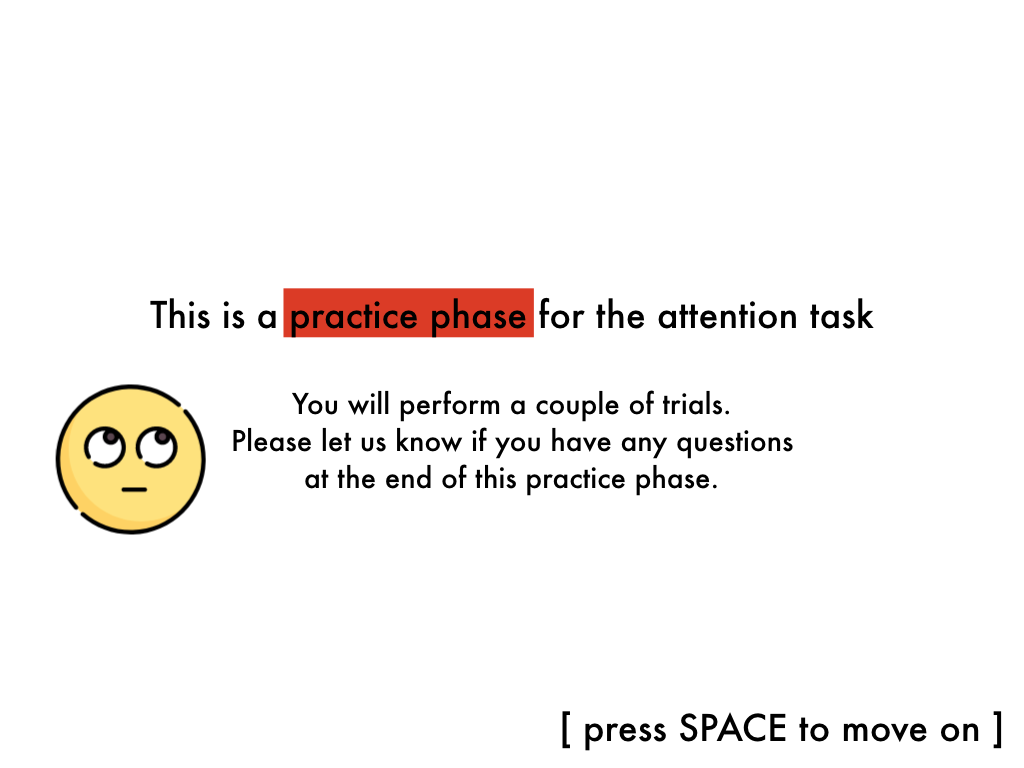 This is a practice phase for the attention task
You will perform a couple of trials.
Please let us know if you have any questions
at the end of this practice phase.
[ press SPACE to move on ]